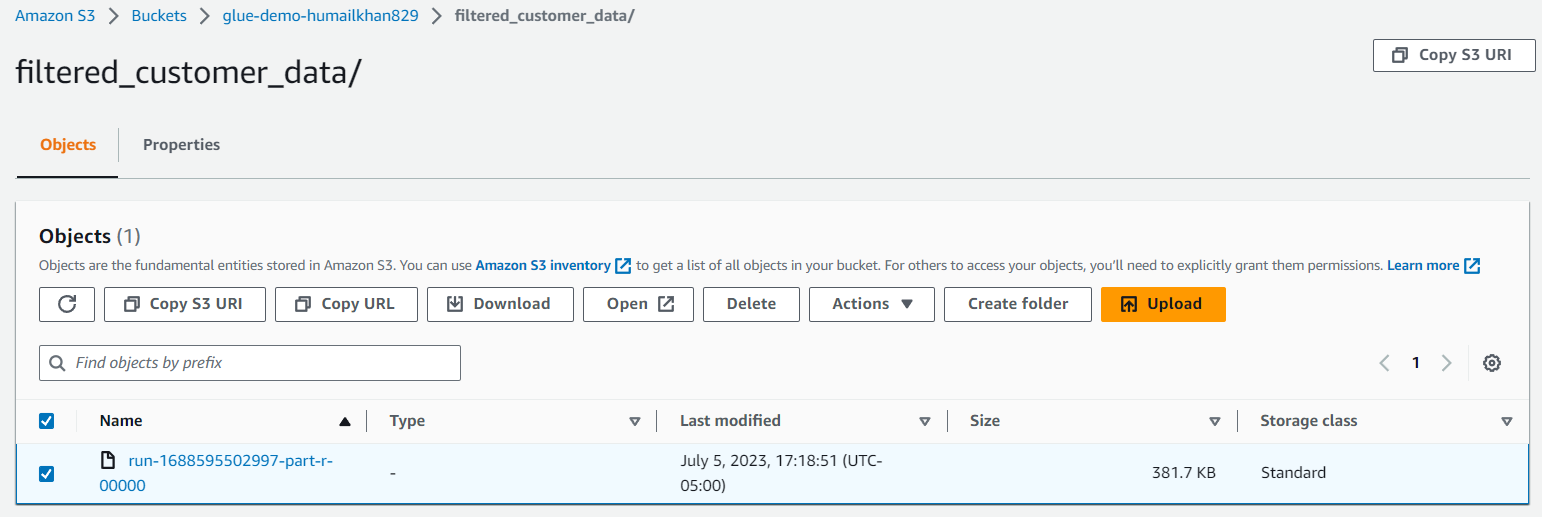 Amazon S3 > Buckets > glue-demo-humailkhan829 > filtered_customer_data/
filtered_customer_data/
Copy S3 URI
Objects Properties
Objects (1)
Objects are the fundamental entities stored in Amazon S3. You can use Amazon S3 inventory to get a list of all objects in your bucket. For others to access your objects, you'll need to explicitly grant them permissions. Learn more
Copy S3 URI Copy URL Download Open Delete Actions Create folder Upload
Find objects by prefix
1
Name Type Last modified Size Storage class
run-1688595502997-part-r-
00000
-
July 5, 2023, 17:18:51 (UTC-
05:00)
381.7 KB
Standard